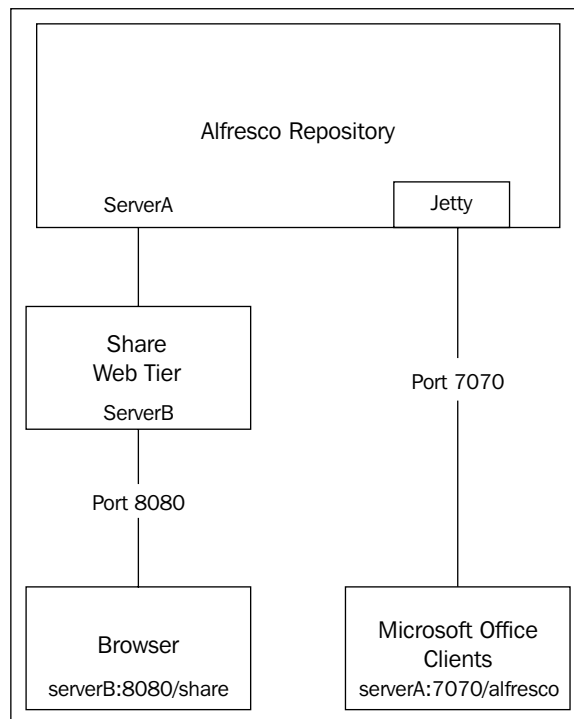 Alfresco Repository
ServerA
Jetty
Share
Web Tier
ServerB
Port 7070
Port 8080
Browser
serverB:8080/share
Microsoft Office
Clients
serverA:7070/alfresco